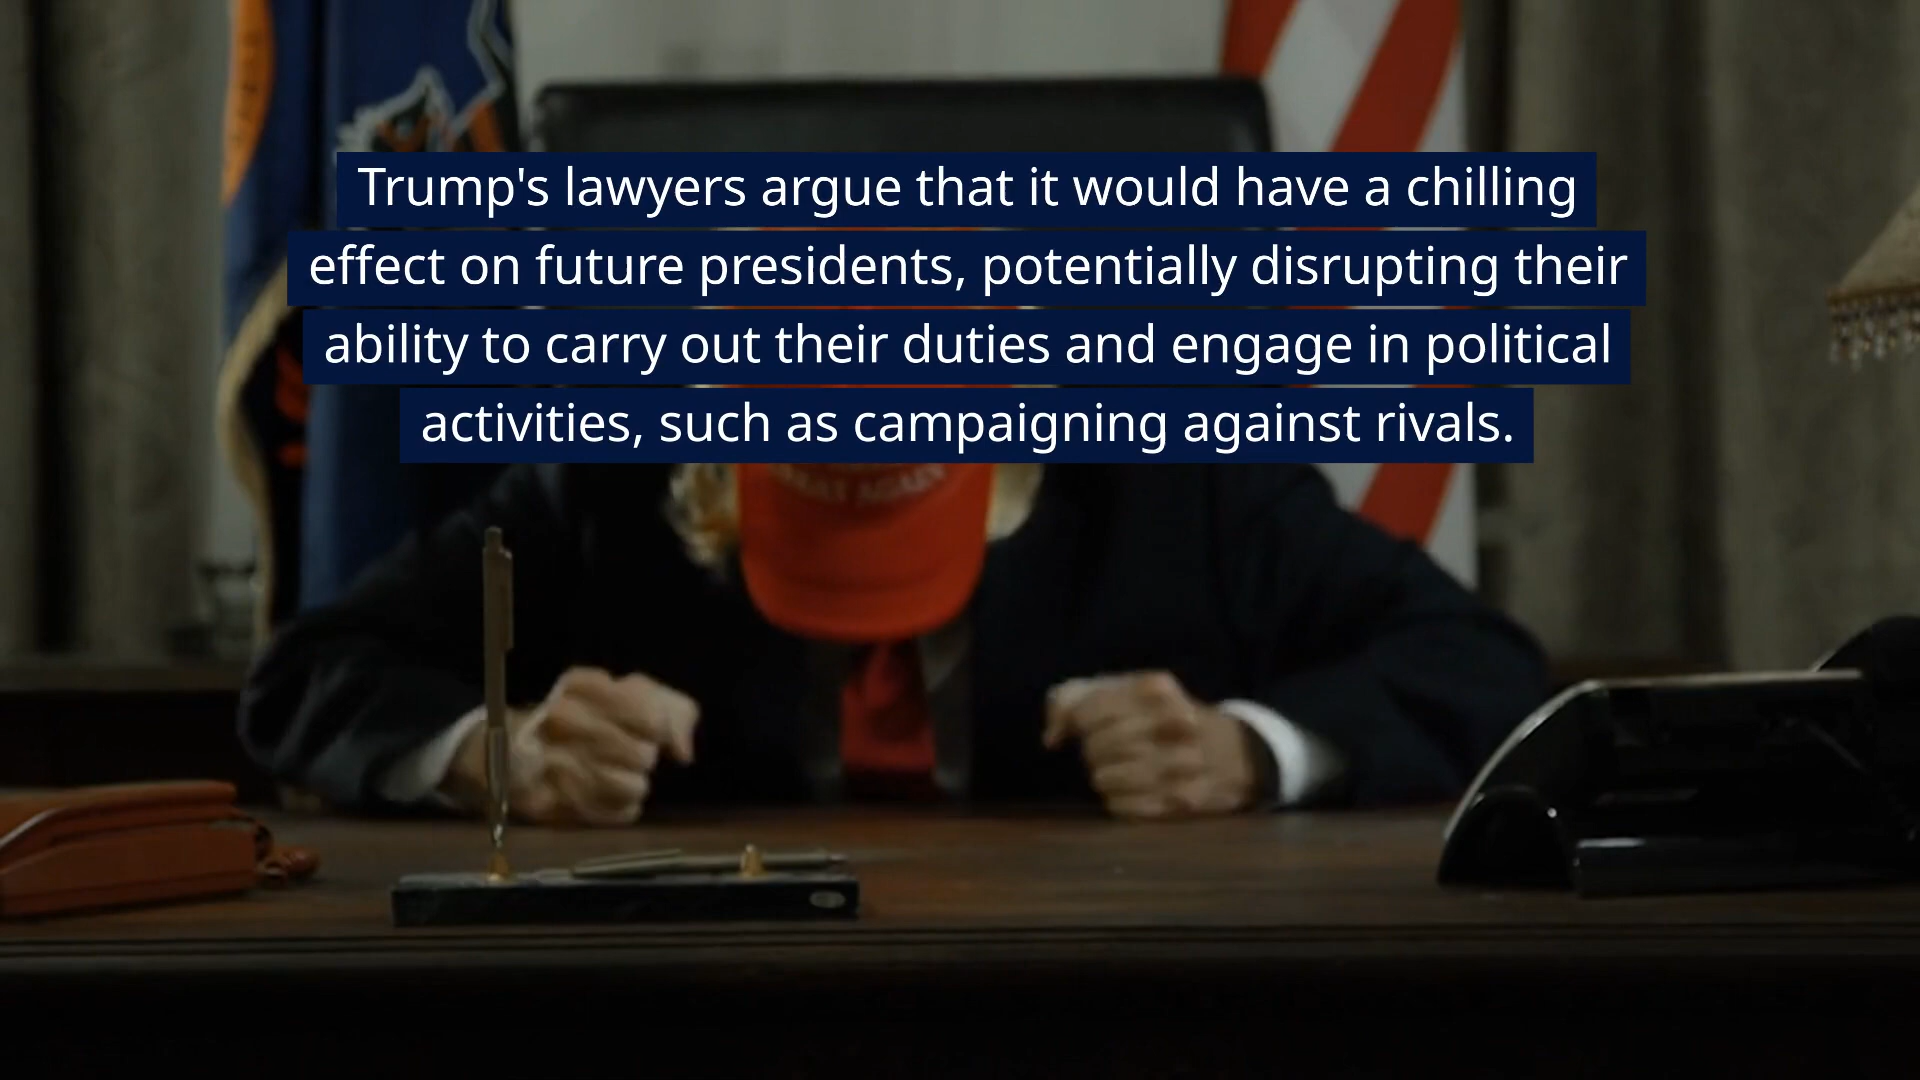 Trump's lawyers argue that it would have a chilling
effect on future presidents, potentially disrupting their
ability to carry out their duties and engage in political
activities, such as campaigning against rivals.
AGAIN